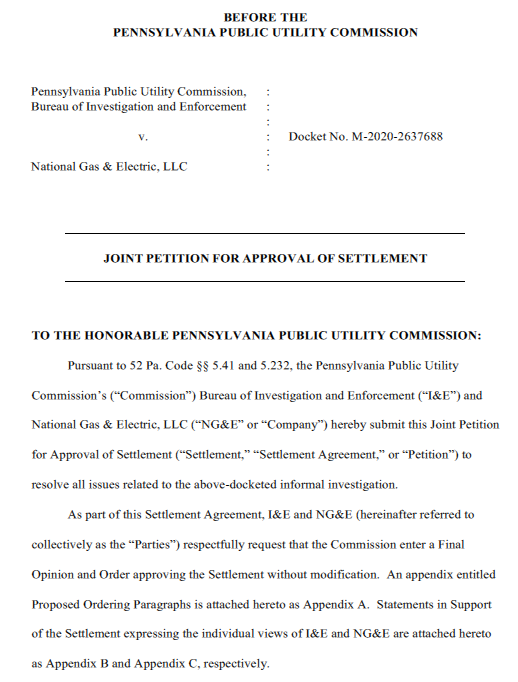 BEFORE THE
PENNSYLVANIA PUBLIC UTILITY COMMISSION
Pennsylvania Public Utility Commission, :
Bureau of Investigation and Enforcement :
:
v. : Docket No. M-2020-2637688
:
National Gas & Electric, LLC :
JOINT PETITION FOR APPROVAL OF SETTLEMENT
TO THE HONORABLE PENNSYLVANIA PUBLIC UTILITY COMMISSION:
Pursuant to 52 Pa. Code §§ 5.41 and 5.232, the Pennsylvania Public Utility
Commission’s (“Commission”) Bureau of Investigation and Enforcement (“I&E”) and
National Gas & Electric, LLC (“NG&E” or “Company”) hereby submit this Joint Petition
for Approval of Settlement (“Settlement,” “Settlement Agreement,” or “Petition”) to
resolve all issues related to the above-docketed informal investigation.
As part of this Settlement Agreement, I&E and NG&E (hereinafter referred to
collectively as the “Parties”) respectfully request that the Commission enter a Final
Opinion and Order approving the Settlement without modification. An appendix entitled
Proposed Ordering Paragraphs is attached hereto as Appendix A. Statements in Support
of the Settlement expressing the individual views of I&E and NG&E are attached hereto
as Appendix B and Appendix C, respectively.